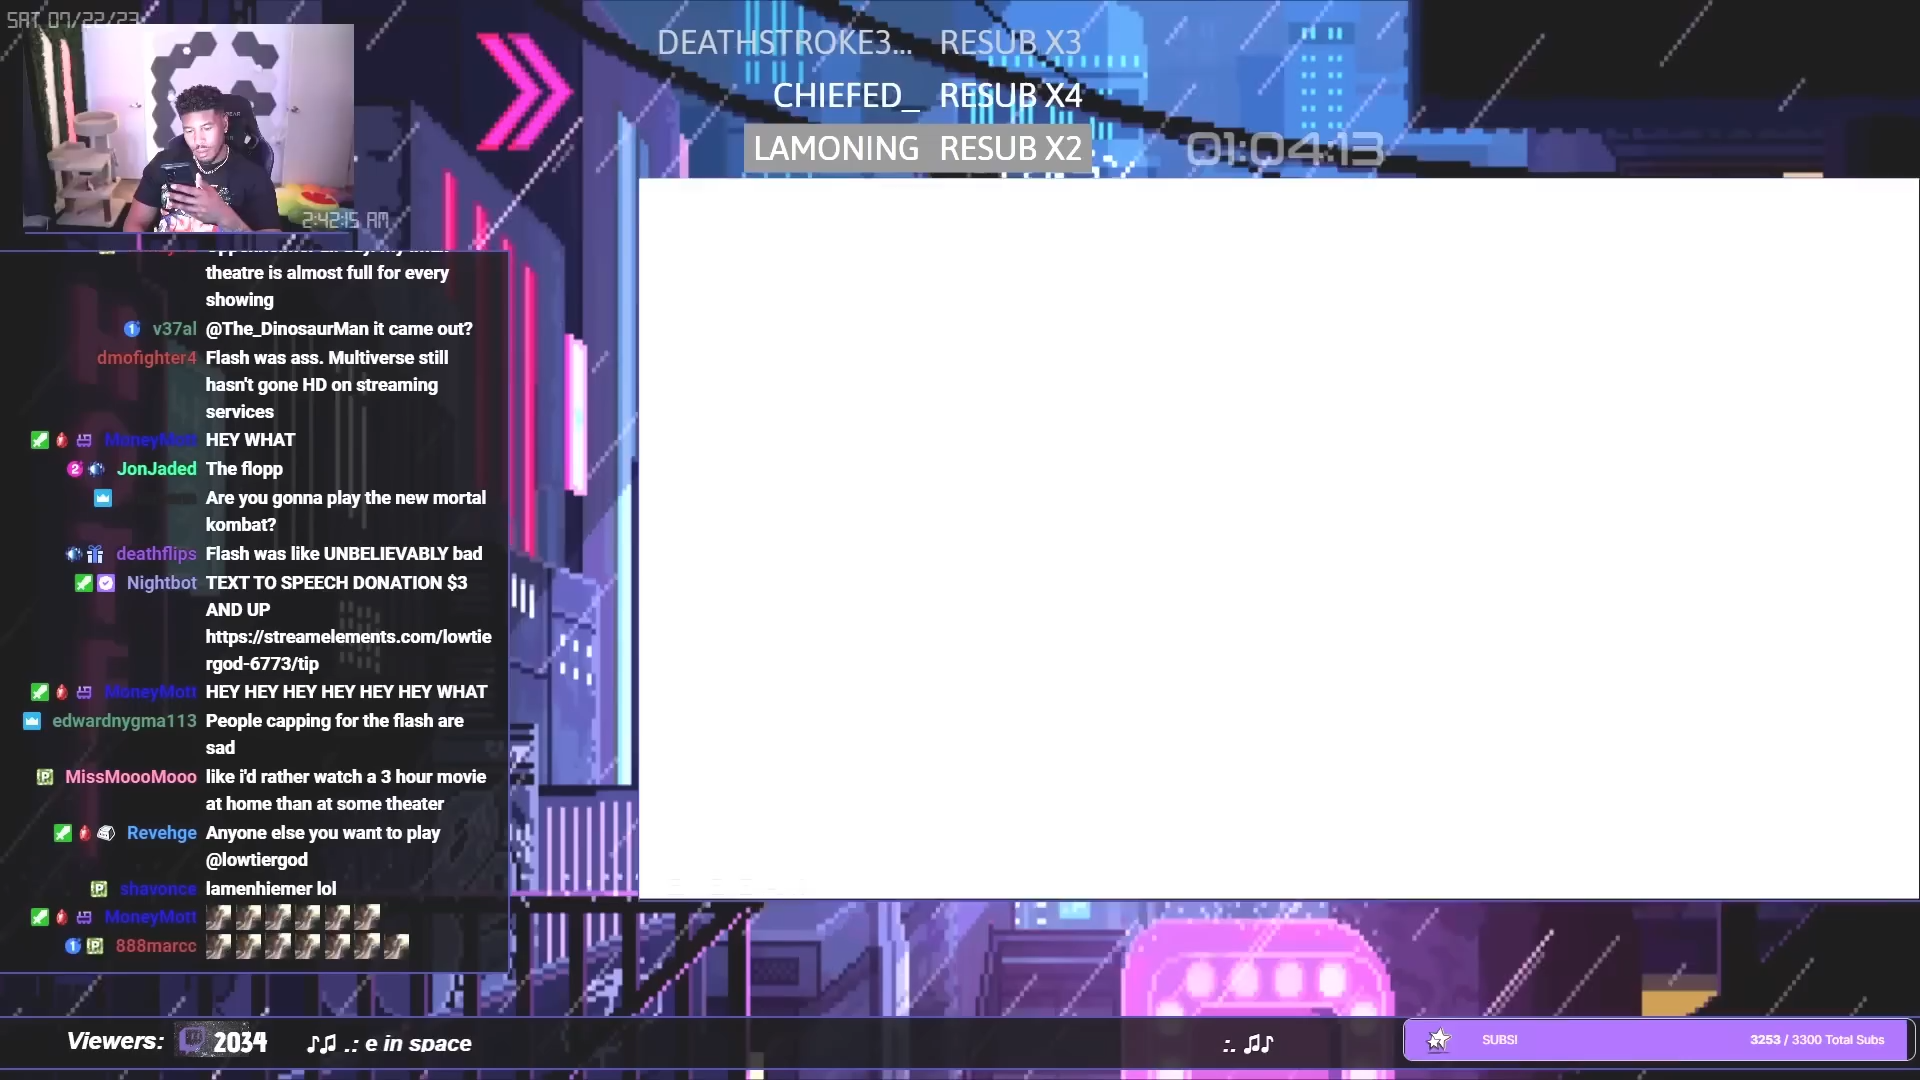 SAT 07/22/23
DEATHSTROKE3... RESUB X3
CHIEFED_ RESUB X4
LAMONING RESUB X2
01:04:13
2:42:15 AM
theatre is almost full for every
showing
v37al @The_DinosaurMan it came out?
dmofighter4 Flash was ass. Multiverse still
hasn't gone HD on streaming
services
MoneyMott HEY WHAT
JonJaded The flopp
Are you gonna play the new mortal
kombat?
deathflips Flash was like UNBELIEVABLY bad
Nightbot TEXT TO SPEECH DONATION $3
AND UP
https://streamelements.com/lowtie
rgod-6773/tip
MoneyMott HEY HEY HEY HEY HEY HEY WHAT
edwardnygma113 People capping for the flash are
sad
MissMoooMooo like i'd rather watch a 3 hour movie
at home than at some theater
Revehge Anyone else you want to play
@lowtiergod
shavonce lamenhiemer lol
MoneyMott
888marcc
Viewers: 2034 ♪♫ .: e in space :. ♫♪
SUBS! 3253 / 3300 Total Subs